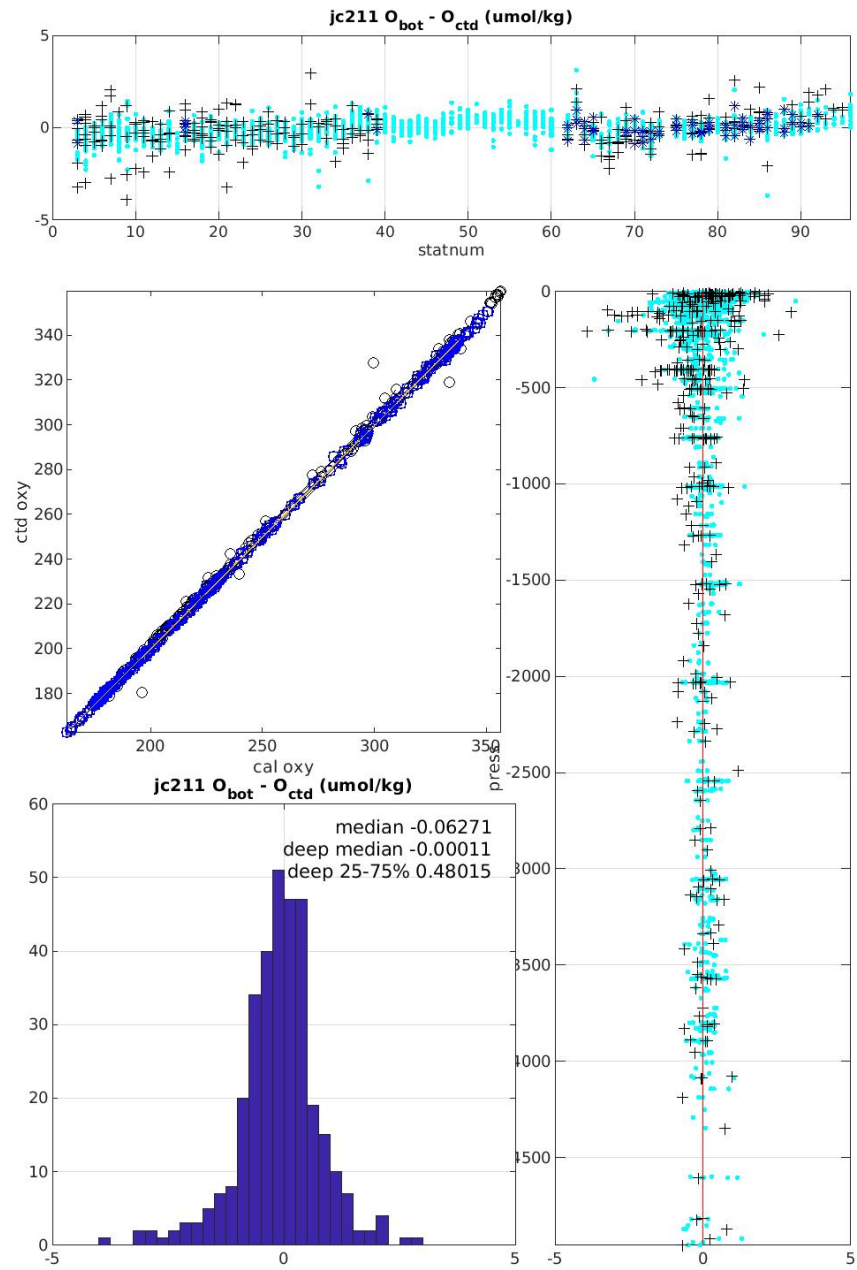 jc211 O_bot - O_ctd (umol/kg)
5
0
-5
0 10 20 30 40 50 60 70 80 90
statnum
340
320
300
280
260
240
220
200
180
ctd oxy
200 250 300 350
cal oxy
0
-500
-1000
-1500
-2000
-2500
3000
3500
4000
4500
press
-5 0 5
jc211 O_bot - O_ctd (umol/kg)
median -0.06271
deep median -0.00011
deep 25-75% 0.48015
60
50
40
30
20
10
0
-5 0 5